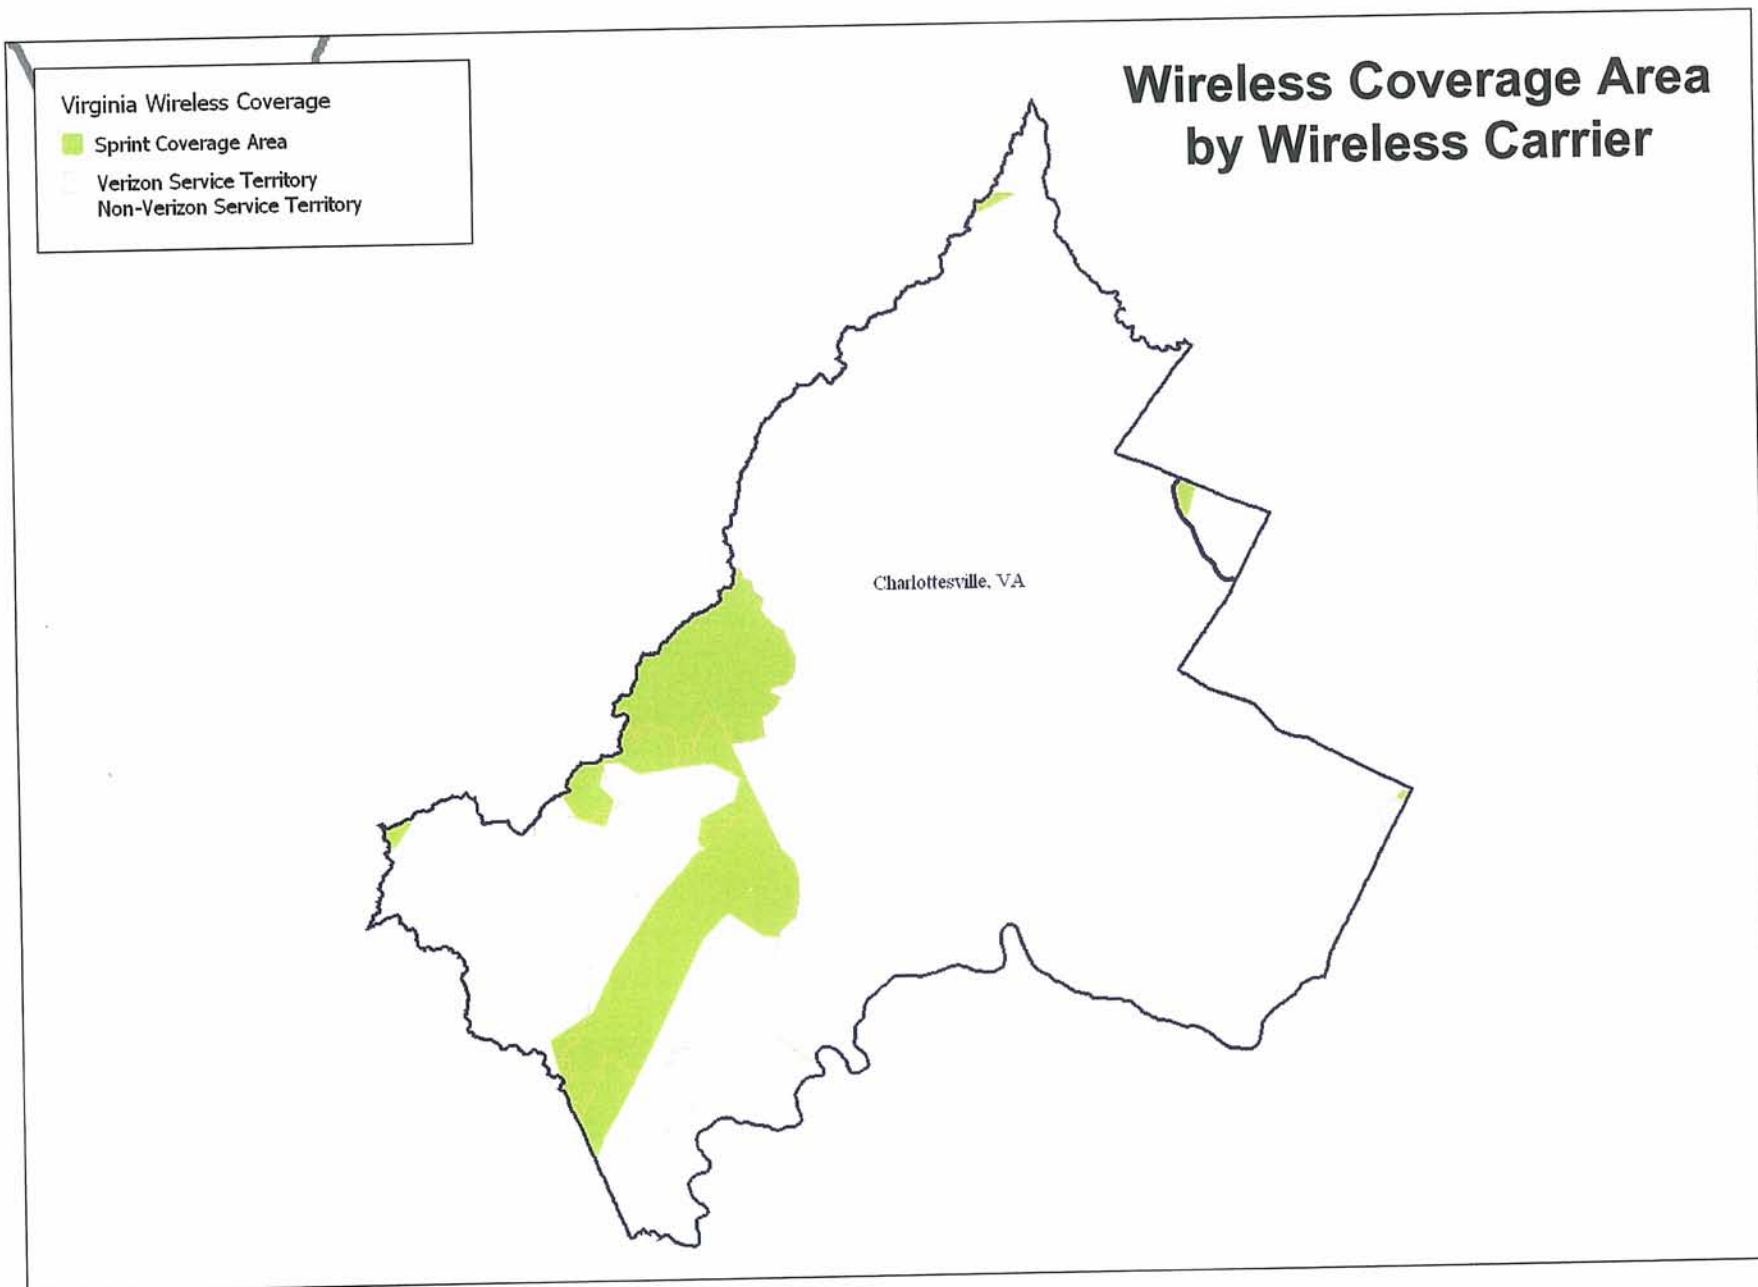 Wireless Coverage Area
by Wireless Carrier
Virginia Wireless Coverage
Sprint Coverage Area
Verizon Service Territory
Non-Verizon Service Territory
Charlottesville, VA